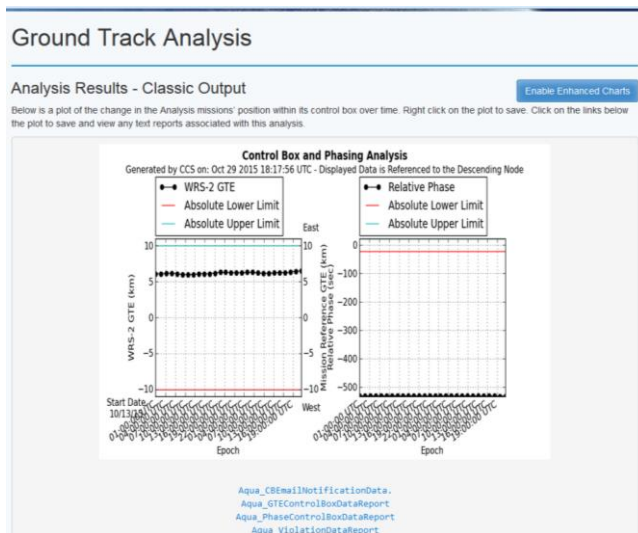 Ground Track Analysis
Analysis Results - Classic Output
Enable Enhanced Charts
Below is a plot of the change in the Analysis missions' position within its control box over time. Right click on the plot to save. Click on the links below
the plot to save and view any text reports associated with this analysis.
Control Box and Phasing Analysis
Generated by CCS on: Oct 29 2015 18:17:56 UTC - Displayed Data is Referenced to the Descending Node
WRS-2 GTE
Absolute Lower Limit
Absolute Upper Limit
East
10
5
0
−5
−10
WRS-2 GTE (km)
10
5
0
−5
−10
Mission Reference GTE (km)
West
Start Date
Epoch
Relative Phase
Absolute Lower Limit
Absolute Upper Limit
0
−100
−200
−300
−400
−500
Relative Phase (sec)
Epoch
Aqua_CBEmailNotificationData.
Aqua_GTEControlBoxDataReport
Aqua_PhaseControlBoxDataReport
Aqua_ViolationDataReport